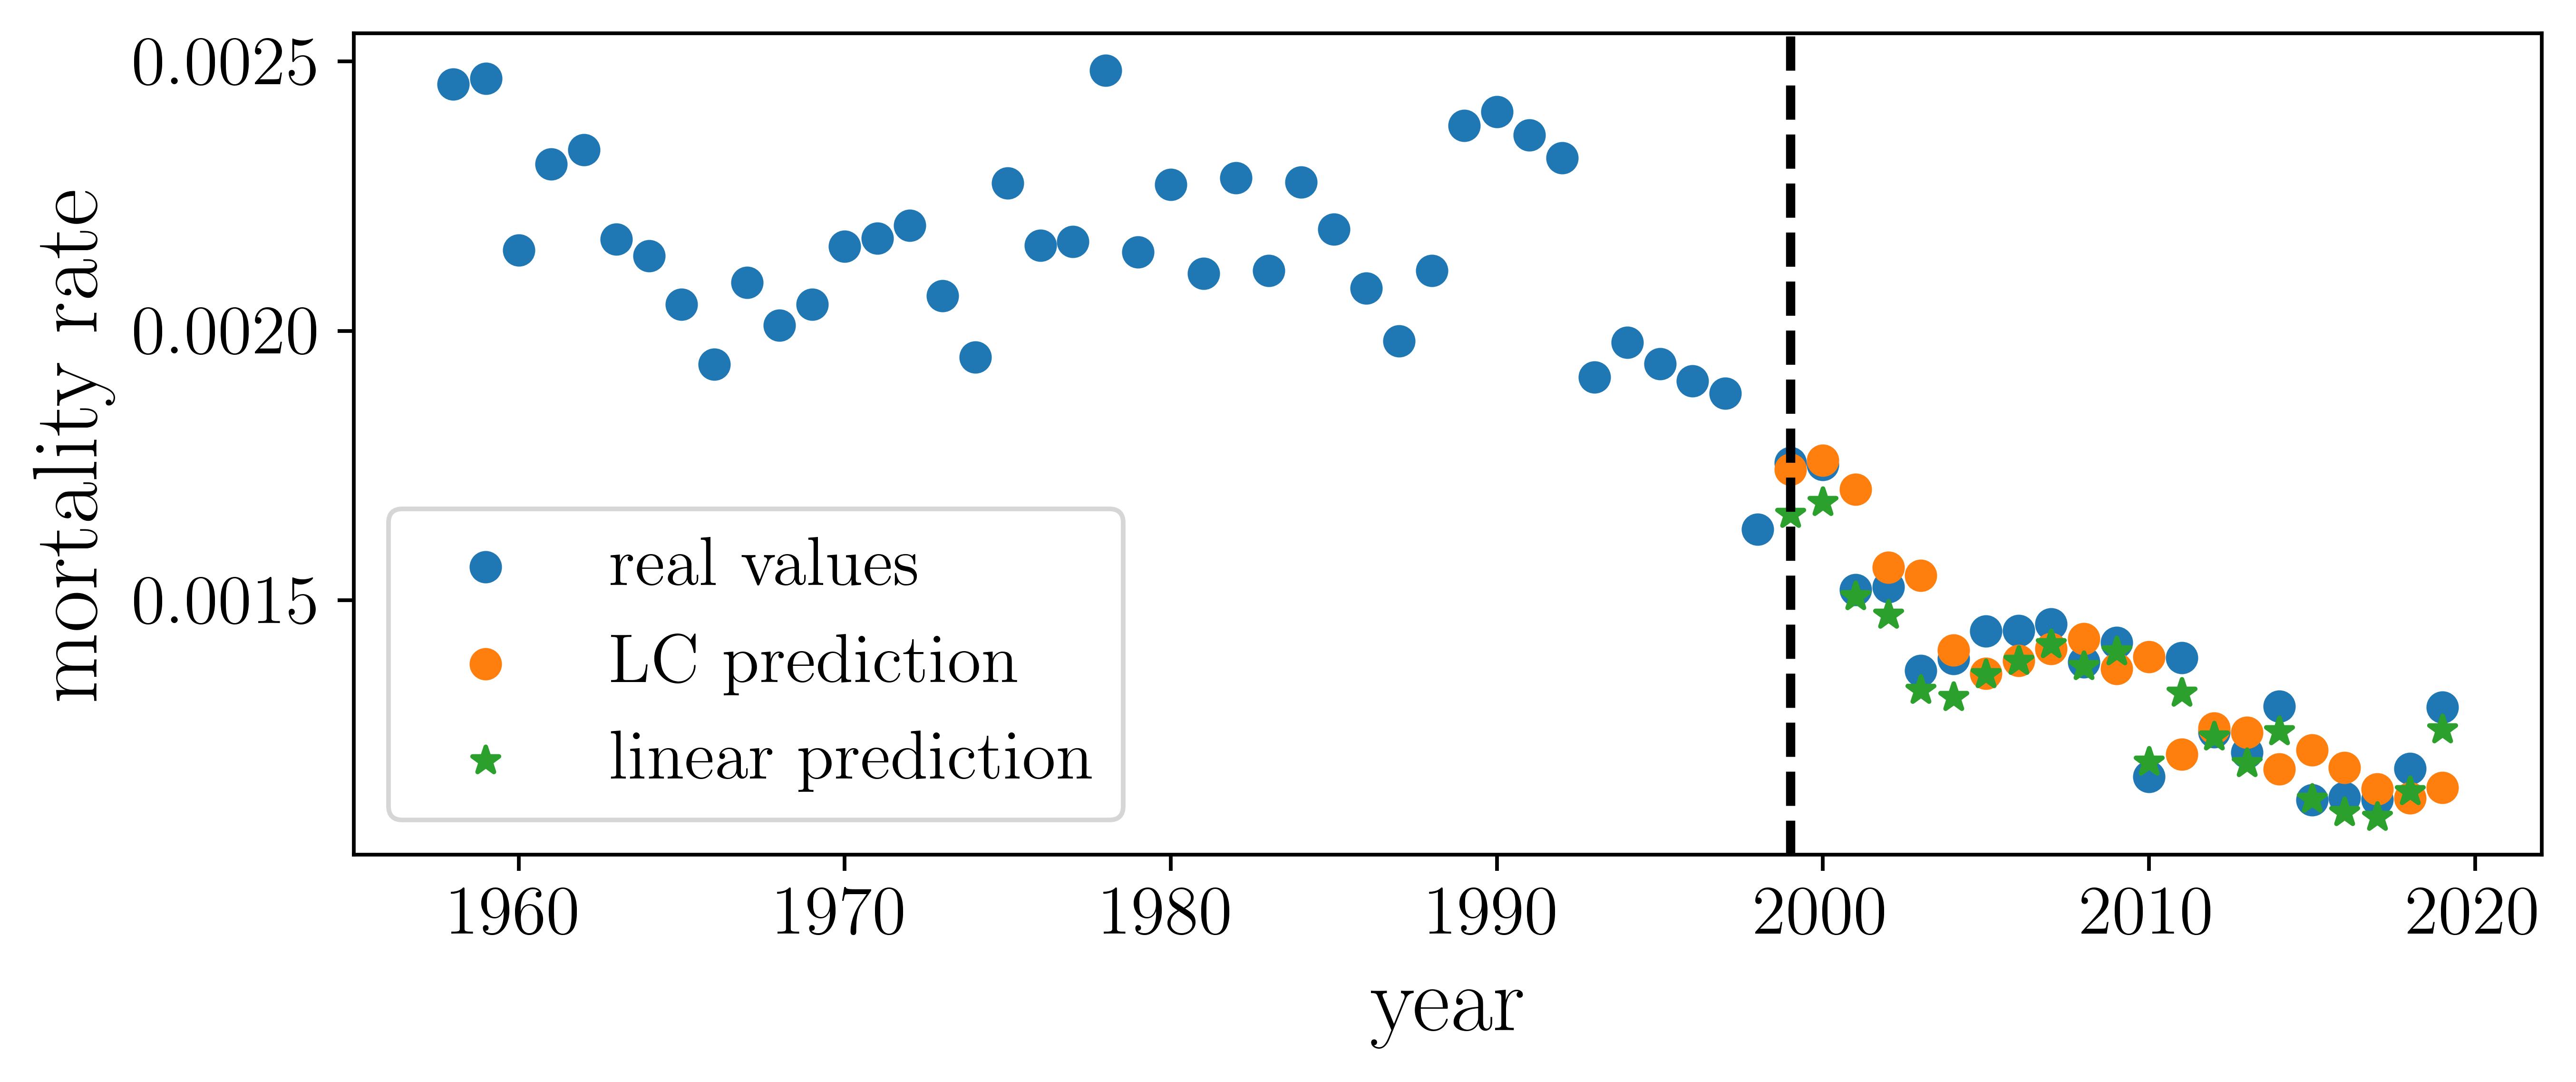 0.0025
0.0020
0.0015
mortality rate
real values
LC prediction
linear prediction
1960 1970 1980 1990 2000 2010 2020
year